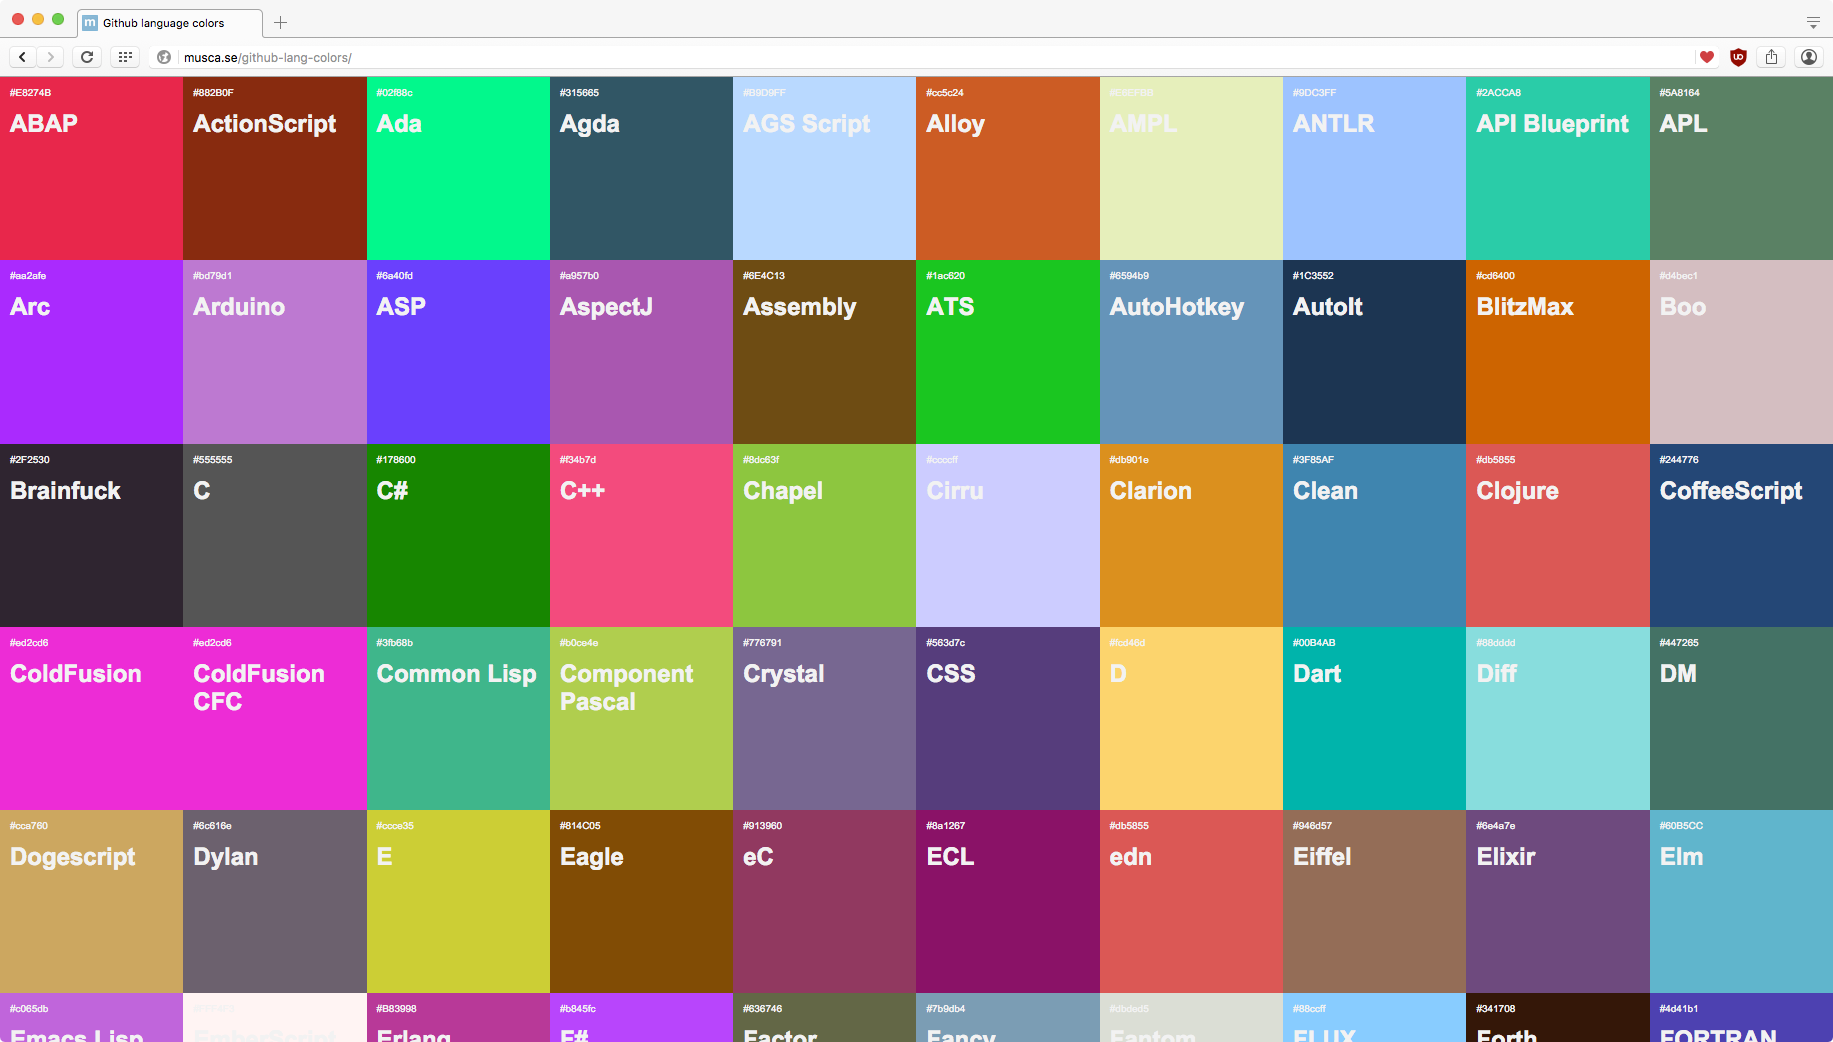 Github language colors
musca.se/github-lang-colors/
#E8274B
ABAP
#882B0F
ActionScript
#02f88c
Ada
#315665
Agda
#B9D9FF
AGS Script
#cc5c24
Alloy
#E6EFBB
AMPL
#9DC3FF
ANTLR
#2ACCA8
API Blueprint
#5A8164
APL
#aa2afe
Arc
#bd79d1
Arduino
#6a40fd
ASP
#a957b0
AspectJ
#6E4C13
Assembly
#1ac620
ATS
#6594b9
AutoHotkey
#1C3552
AutoIt
#cd6400
BlitzMax
#d4bec1
Boo
#2F2530
Brainfuck
#555555
C
#178600
C#
#f34b7d
C++
#8dc63f
Chapel
#ccccff
Cirru
#db901e
Clarion
#3F85AF
Clean
#db5855
Clojure
#244776
CoffeeScript
#ed2cd6
ColdFusion
#ed2cd6
ColdFusion
CFC
#3fb68b
Common Lisp
#b0ce4e
Component
Pascal
#776791
Crystal
#563d7c
CSS
#fcd46d
D
#00B4AB
Dart
#88dddd
Diff
#447265
DM
#cca760
Dogescript
#6c616e
Dylan
#ccce35
E
#814C05
Eagle
#913960
eC
#8a1267
ECL
#db5855
edn
#946d57
Eiffel
#6e4a7e
Elixir
#60B5CC
Elm
#c065db
Emacs Lisp
EmberScript
#B83998
Erlang
#b845fc
F#
#636746
Factor
#7b9db4
Fancy
#dbded5
Fantom
#88ccff
FLUX
#341708
Forth
#4d41b1
FORTRAN